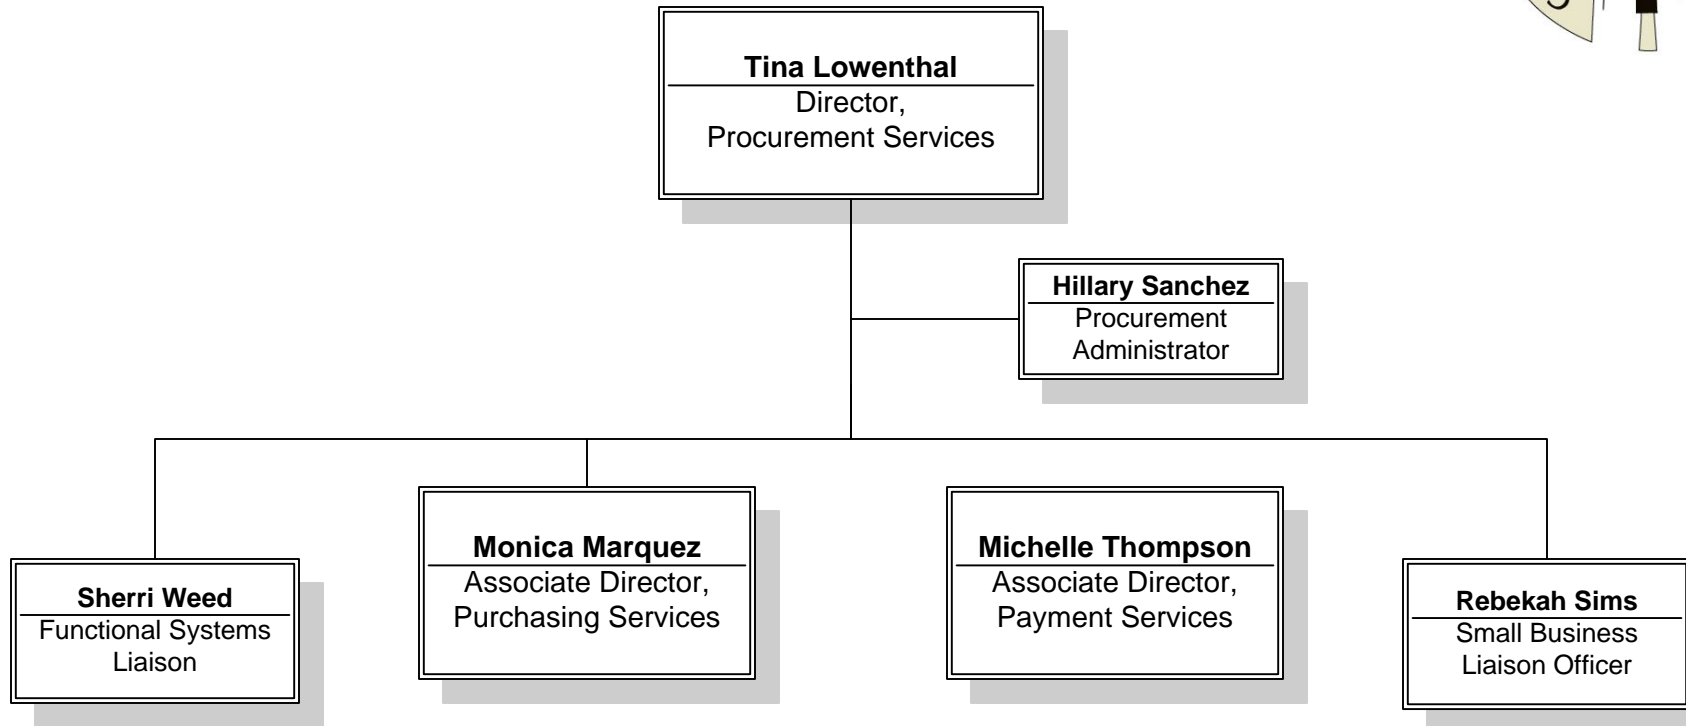 Tina Lowenthal
Director,
Procurement Services
Hillary Sanchez
Procurement
Administrator
Sherri Weed
Functional Systems
Liaison
Monica Marquez
Associate Director,
Purchasing Services
Michelle Thompson
Associate Director,
Payment Services
Rebekah Sims
Small Business
Liaison Officer